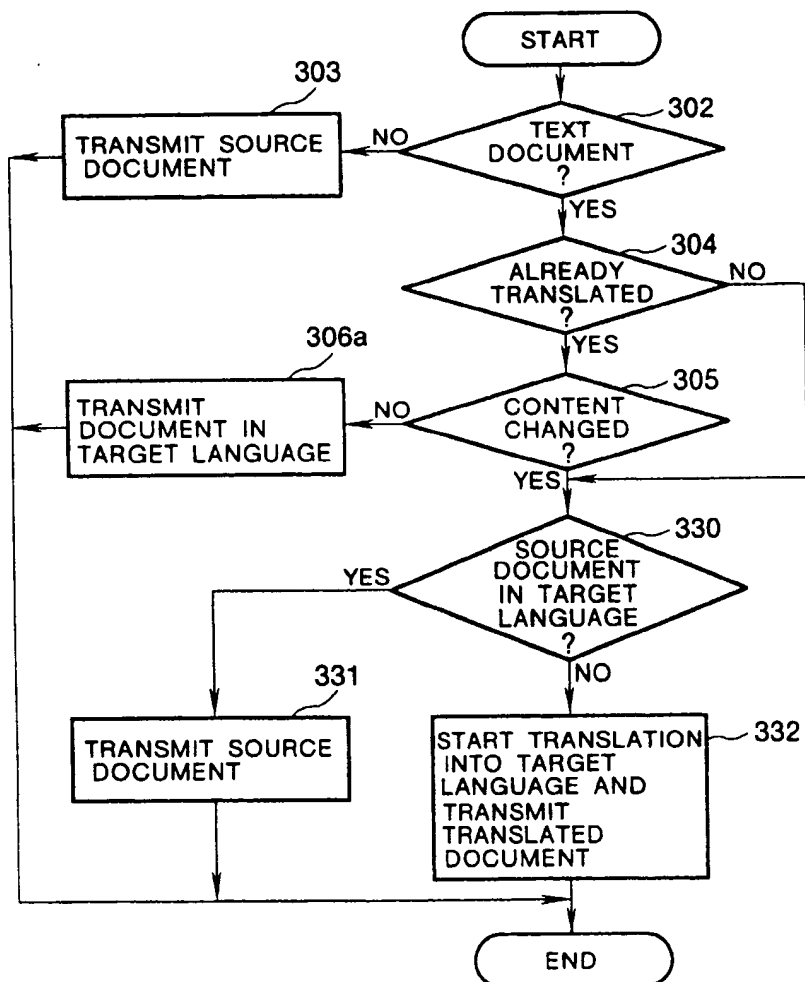 START
303
302
TRANSMIT SOURCE
DOCUMENT
NO
TEXT
DOCUMENT
?
YES
304
ALREADY
TRANSLATED
?
NO
YES
306a
305
TRANSMIT
DOCUMENT IN
TARGET LANGUAGE
NO
CONTENT
CHANGED
?
YES
330
SOURCE
DOCUMENT
IN TARGET
LANGUAGE
?
YES
NO
331
TRANSMIT SOURCE
DOCUMENT
332
START TRANSLATION
INTO TARGET
LANGUAGE AND
TRANSMIT
TRANSLATED
DOCUMENT
END